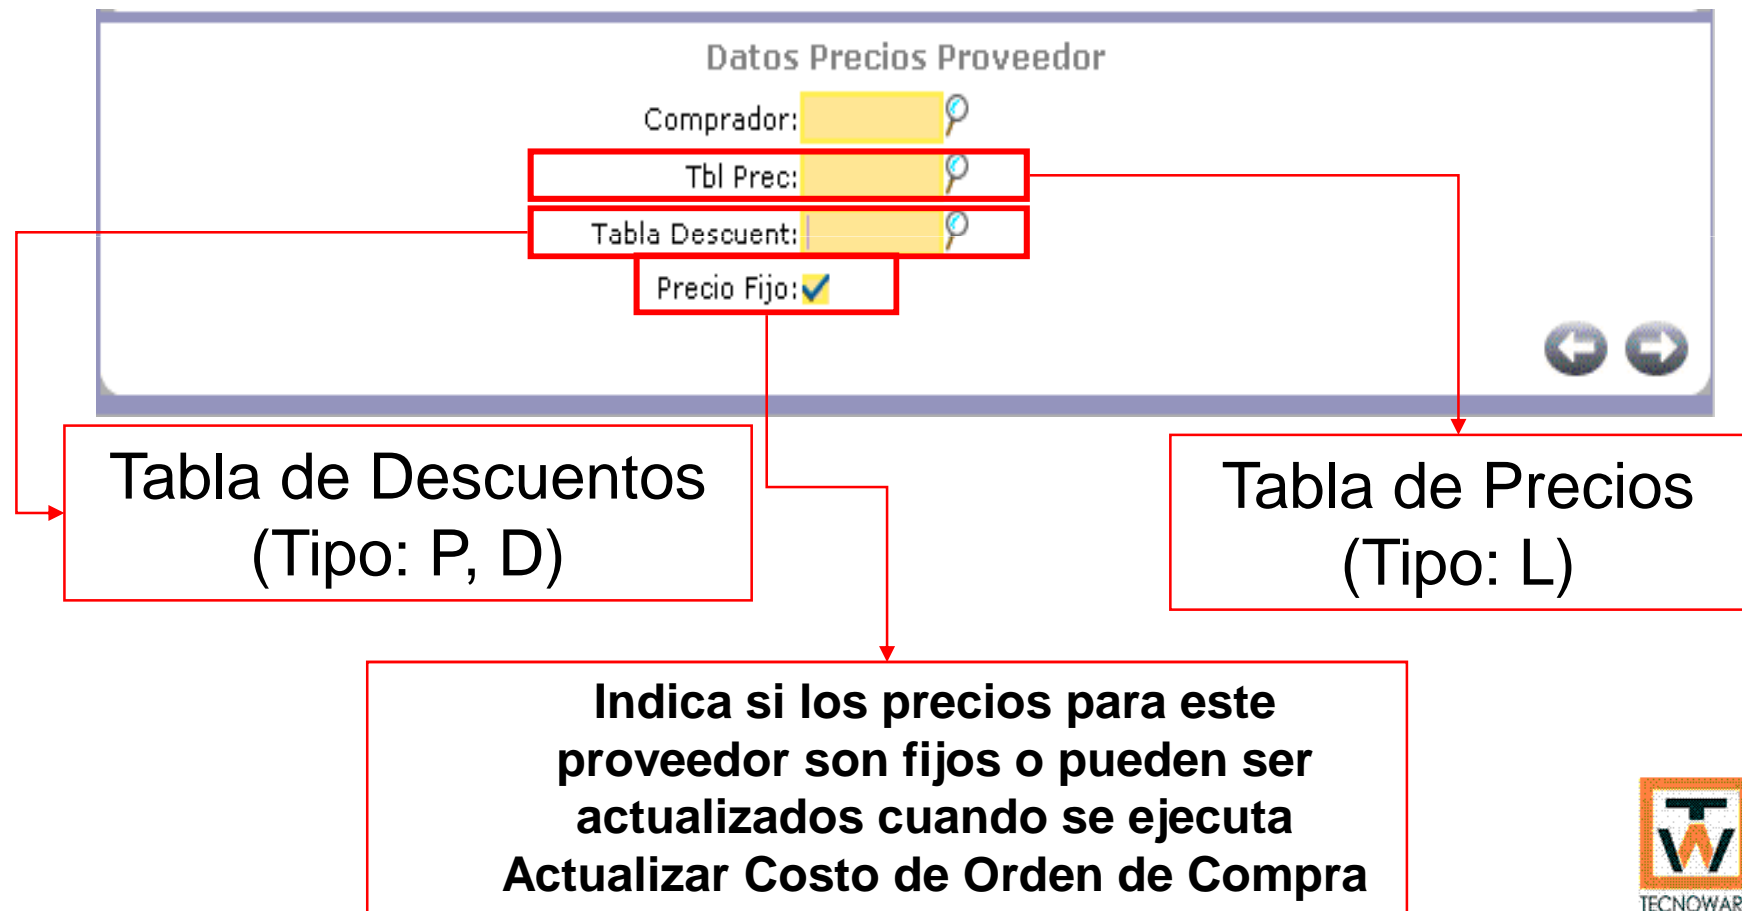 Datos Precios Proveedor
Comprador:
Tbl Prec:
Tabla Descuent:
Precio Fijo:
Tabla de Descuentos
(Tipo: P, D)
Tabla de Precios
(Tipo: L)
Indica si los precios para este
proveedor son fijos o pueden ser
actualizados cuando se ejecuta
Actualizar Costo de Orden de Compra
TW
TECNOWAR